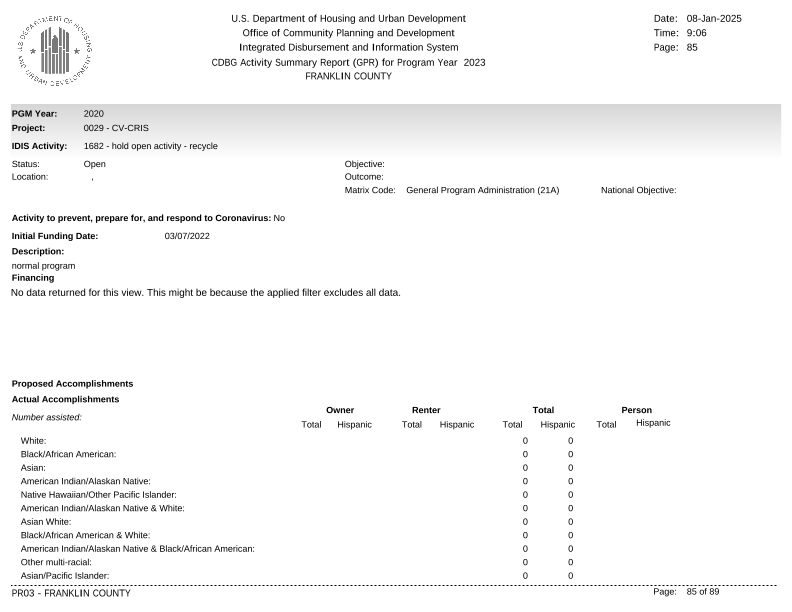 U.S. DEPARTMENT OF HOUSING
AND URBAN DEVELOPMENT
U.S. Department of Housing and Urban Development
Office of Community Planning and Development
Integrated Disbursement and Information System
CDBG Activity Summary Report (GPR) for Program Year 2023
FRANKLIN COUNTY
Date: 08-Jan-2025
Time: 9:06
Page: 85
PGM Year: 2020
Project: 0029 - CV-CRIS
IDIS Activity: 1682 - hold open activity - recycle
Status: Open Objective:
Location: , Outcome:
Matrix Code: General Program Administration (21A) National Objective:
Activity to prevent, prepare for, and respond to Coronavirus: No
Initial Funding Date: 03/07/2022
Description:
normal program
Financing
No data returned for this view. This might be because the applied filter excludes all data.
Proposed Accomplishments
Actual Accomplishments
Number assisted: Owner Renter Total Person
Total Hispanic Total Hispanic Total Hispanic Total Hispanic
White: 0 0
Black/African American: 0 0
Asian: 0 0
American Indian/Alaskan Native: 0 0
Native Hawaiian/Other Pacific Islander: 0 0
American Indian/Alaskan Native & White: 0 0
Asian White: 0 0
Black/African American & White: 0 0
American Indian/Alaskan Native & Black/African American: 0 0
Other multi-racial: 0 0
Asian/Pacific Islander: 0 0
PR03 - FRANKLIN COUNTY Page: 85 of 89